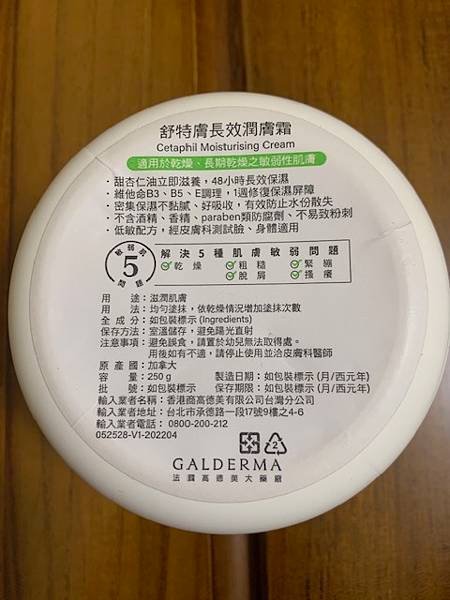 舒特膚長效潤膚霜
Cetaphil Moisturising Cream
適用於乾燥、長期乾燥之敏弱性肌膚
・甜杏仁油立即滋養，48小時長效保濕
・維他命B3、B5、E調理，1週修復保濕屏障
・密集保濕不黏膩、好吸收，有效防止水份散失
・不含酒精、香精、paraben類防腐劑、不易致粉刺
・低敏配方，經皮膚科測試臉、身體適用
敏弱肌
5
問題
解決5種肌膚敏弱問題
乾燥 粗糙 緊繃
脫屑 搔癢
用途：滋潤肌膚
用法：均勻塗抹，依乾燥情況增加塗抹次數
全成分：如包裝標示 (Ingredients)
保存方法：室溫儲存，避免陽光直射
注意事項：避免誤食，請置於幼兒無法取得處。
用後如有不適，請停止使用並洽皮膚科醫師
原產國：加拿大
容量：250 g 製造日期：如包裝標示 (月/西元年)
批號：如包裝標示 保存期限：如包裝標示 (月/西元年)
輸入業者名稱：香港商高德美有限公司台灣分公司
輸入業者地址：台北市承德路一段17號9樓之4-6
輸入業者電話： 0800-200-212
052528-V1-202204
2
GALDERMA
法國高德美大藥廠